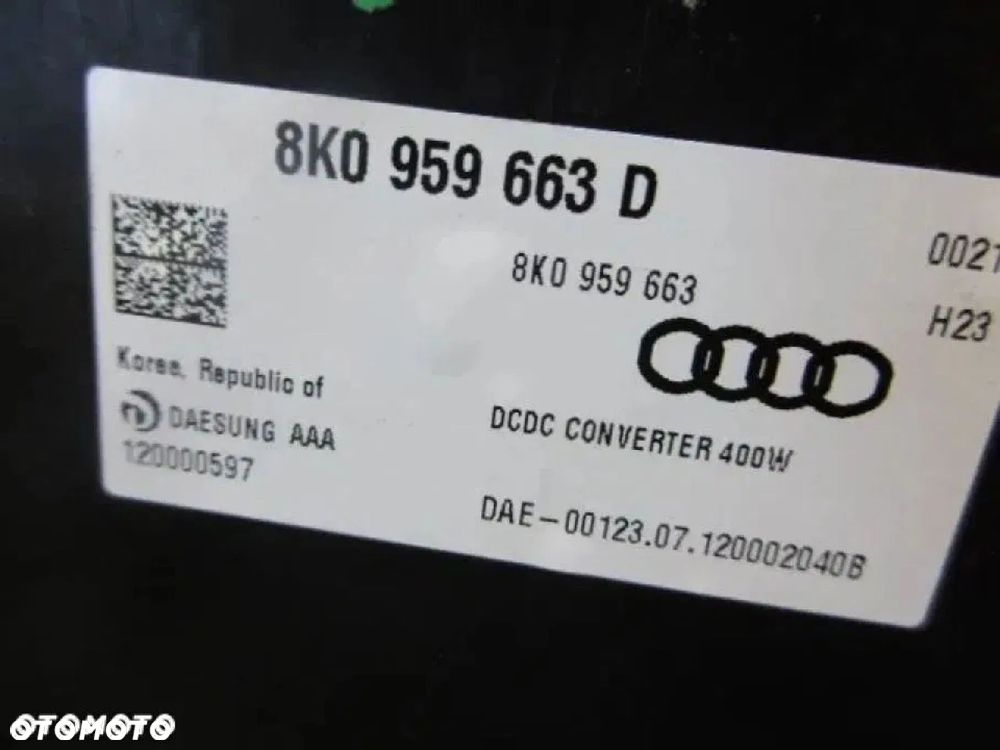 8K0 959 663 D
8K0 959 663
0021
H23
Korea, Republic of
DAESUNG AAA
120000597
DCDC CONVERTER 400W
DAE-00123.07.120002040B
OTOMOTO